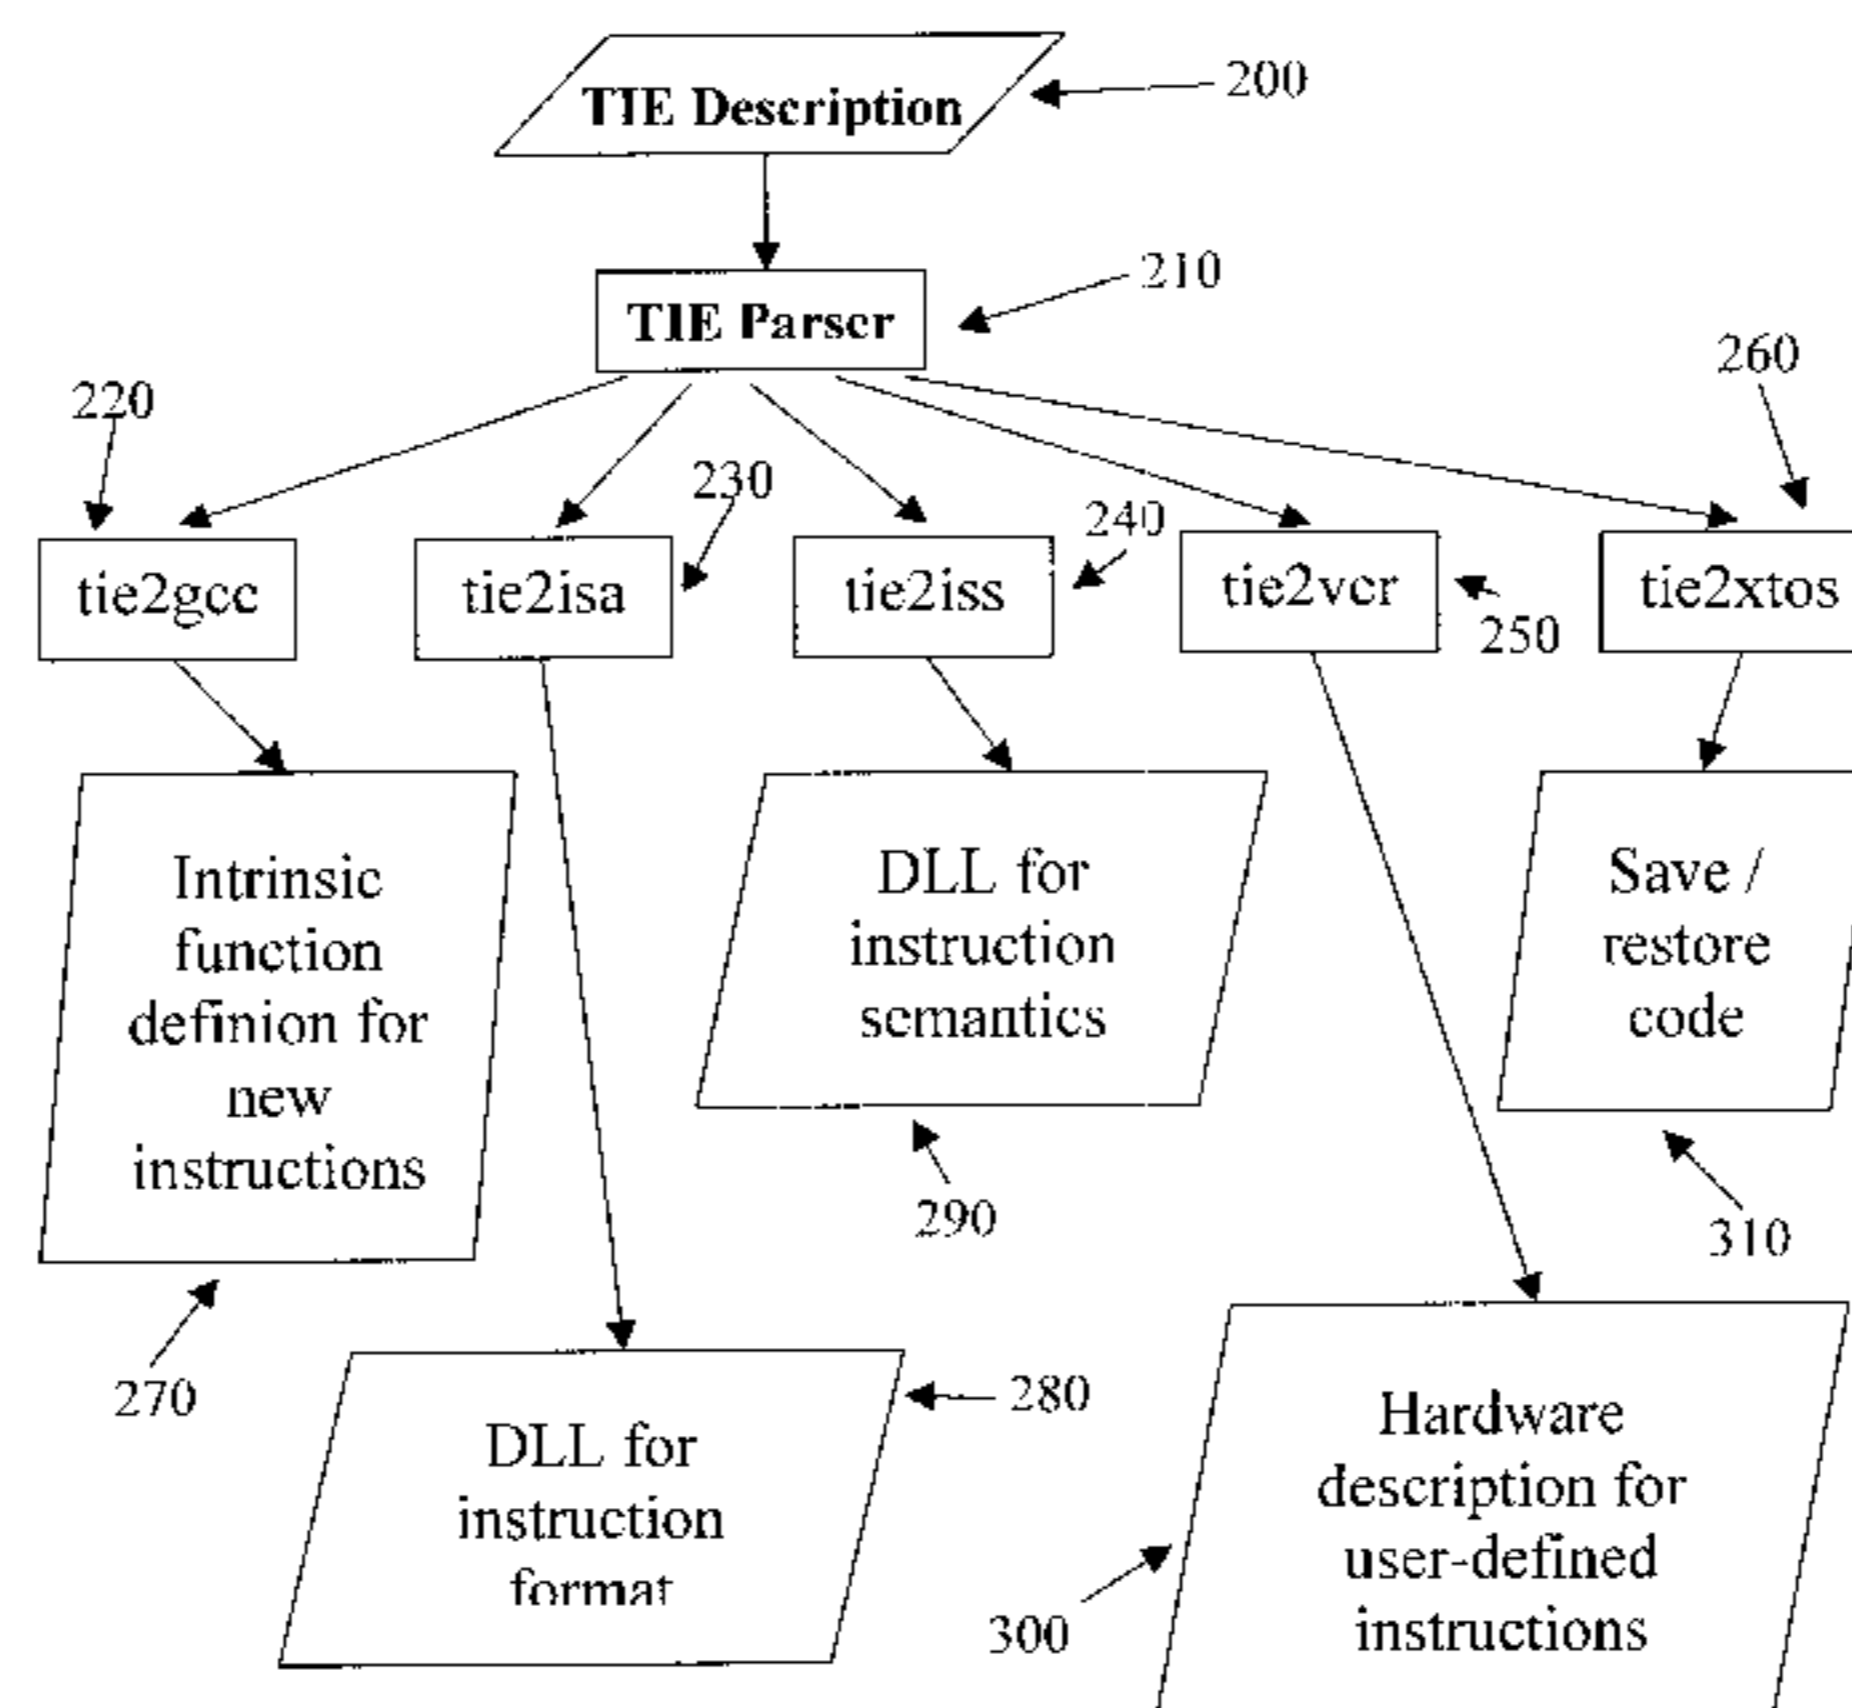 TIE Description
200
TIE Parser
210
220
230
240
260
tie2gcc
tie2isa
tie2iss
tie2ver
250
tie2xtos
Intrinsic
function
definion for
new
instructions
270
DLL for
instruction
semantics
290
Save /
restore
code
310
DLL for
instruction
format
280
Hardware
description for
user-defined
instructions
300